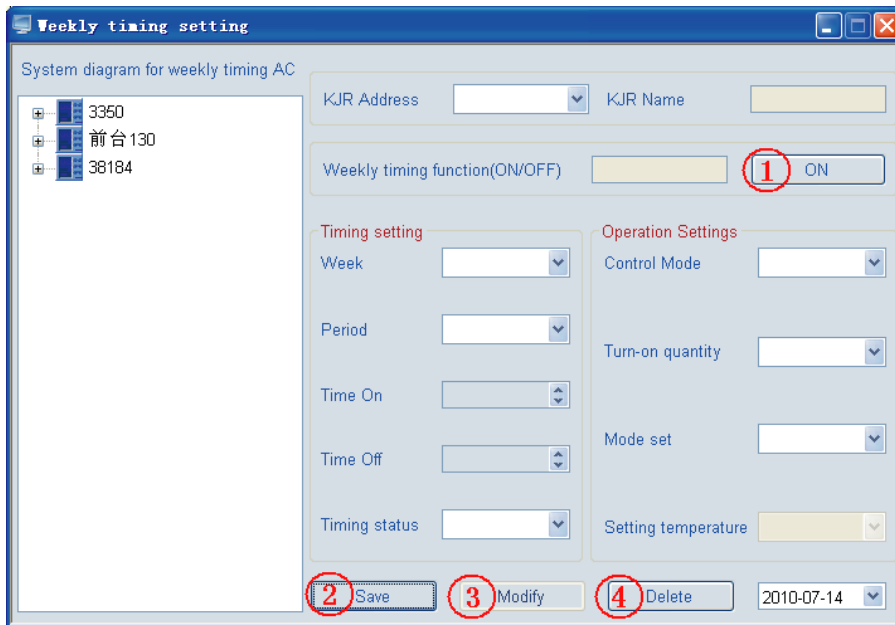 Weekly timing setting
System diagram for weekly timing AC
3350
前台130
38184
KJR Address
KJR Name
Weekly timing function(ON/OFF)
1 ON
Timing setting
Week
Period
Time On
Time Off
Timing status
Operation Settings
Control Mode
Turn-on quantity
Mode set
Setting temperature
2 Save
3 Modify
4 Delete
2010-07-14